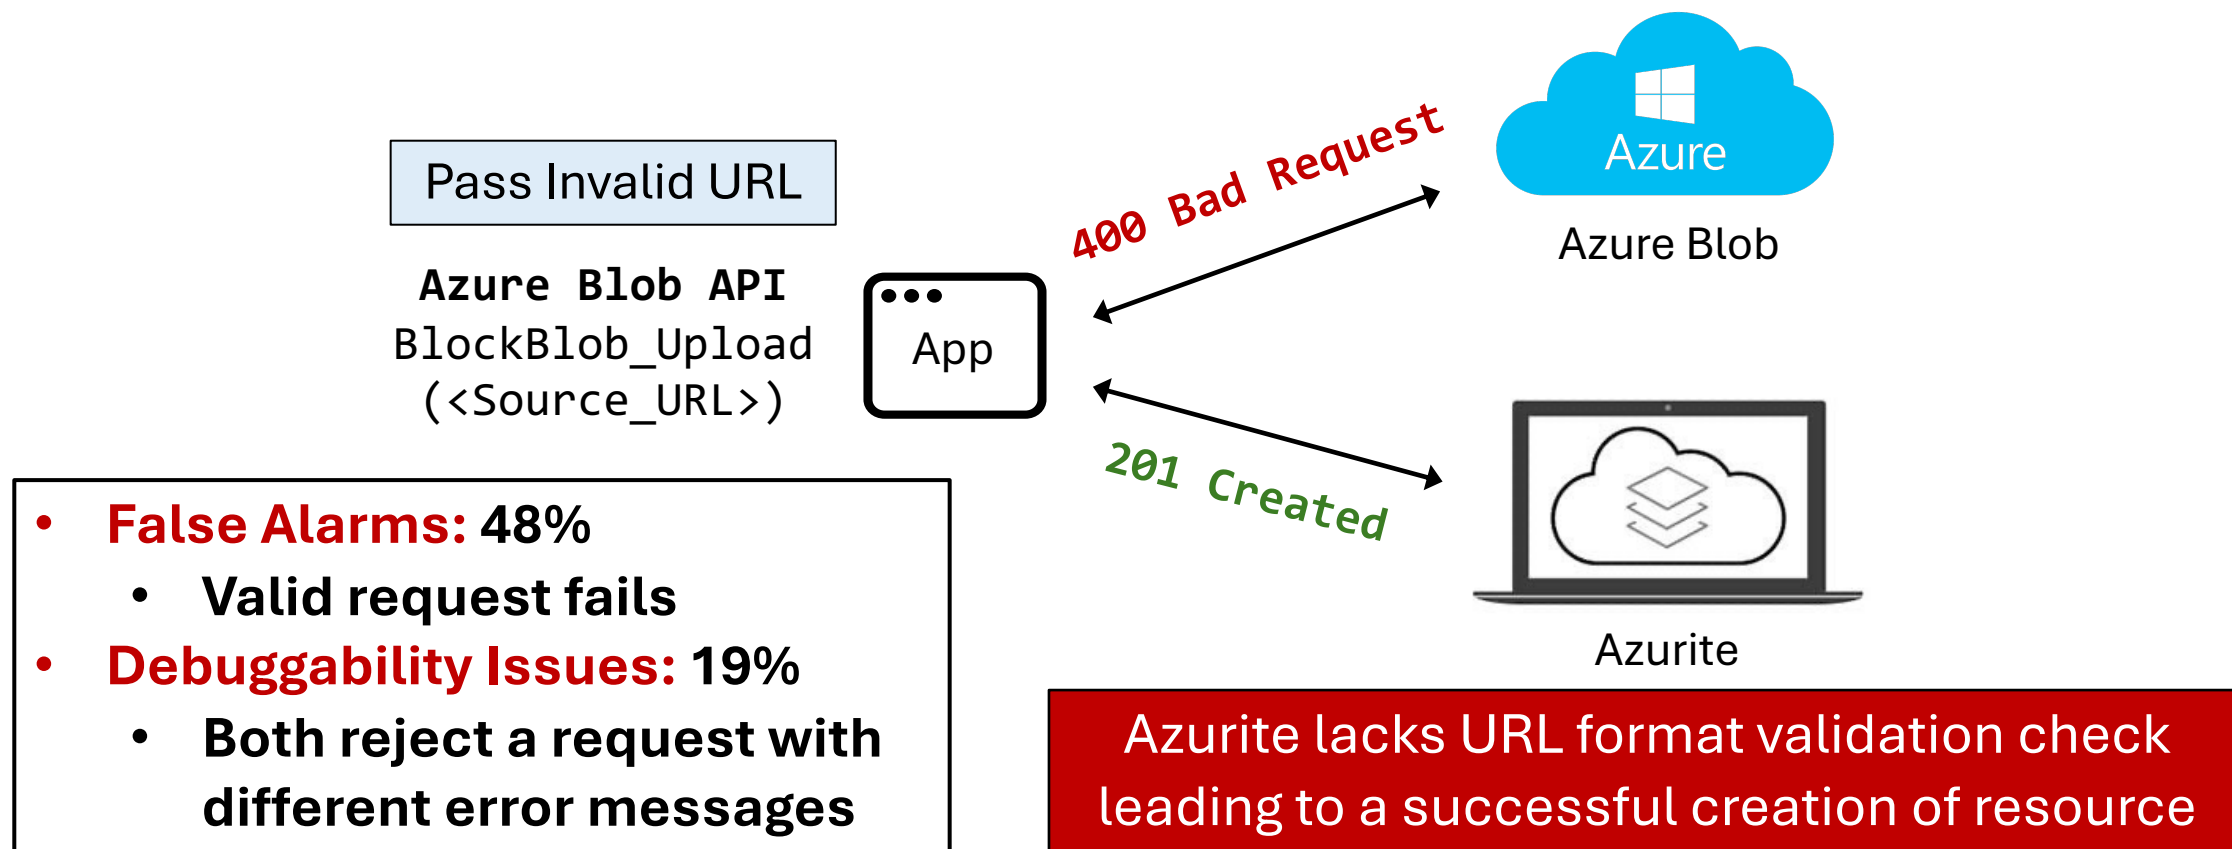 Pass Invalid URL
Azure Blob API
BlockBlob_Upload
(<Source_URL>)
App
400 Bad Request
201 Created
Azure
Azure Blob
Azurite
• False Alarms: 48%
• Valid request fails
• Debuggability Issues: 19%
• Both reject a request with
different error messages
Azurite lacks URL format validation check
leading to a successful creation of resource